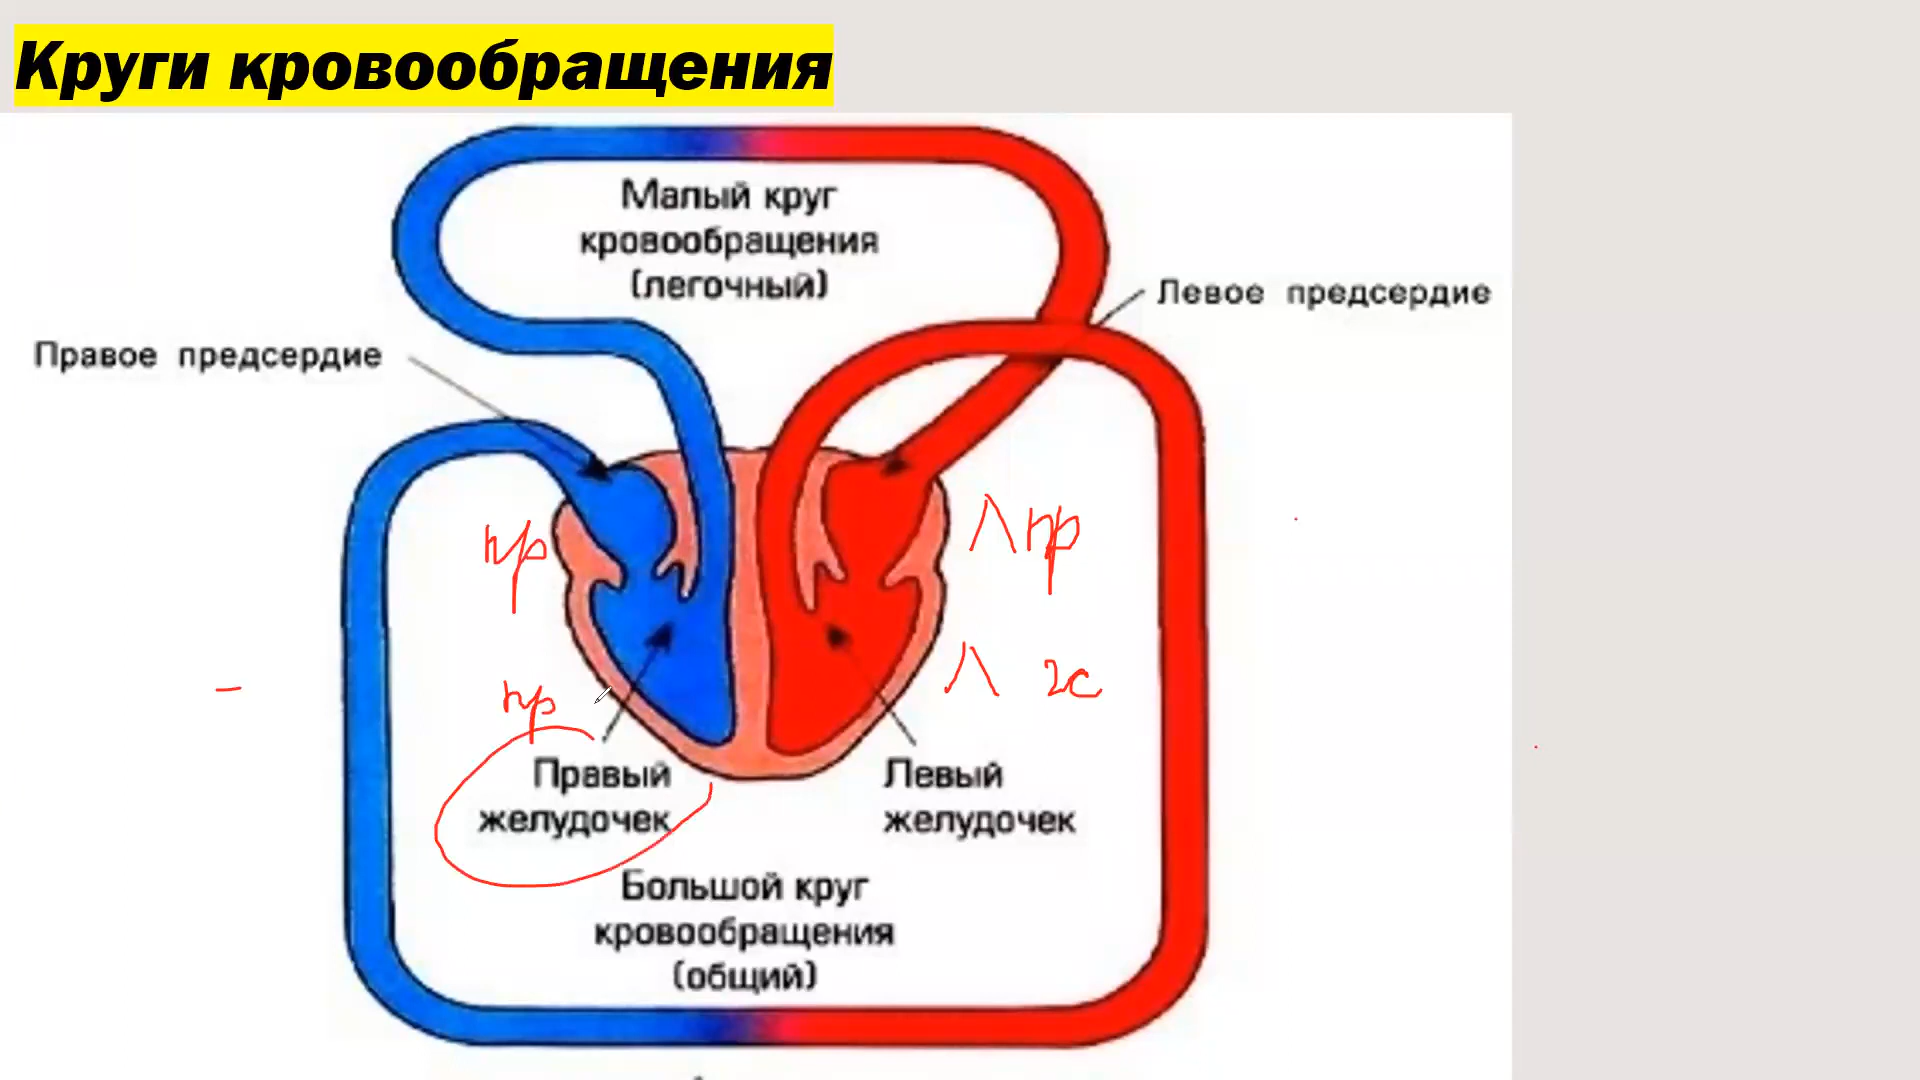 Круги кровообращения
Малый круг
кровообращения
(легочный)
Левое предсердие
Правое предсердие
пр
Л пр
пр
Л ж
Правый
желудочек
Левый
желудочек
Большой круг
кровообращения
(общий)